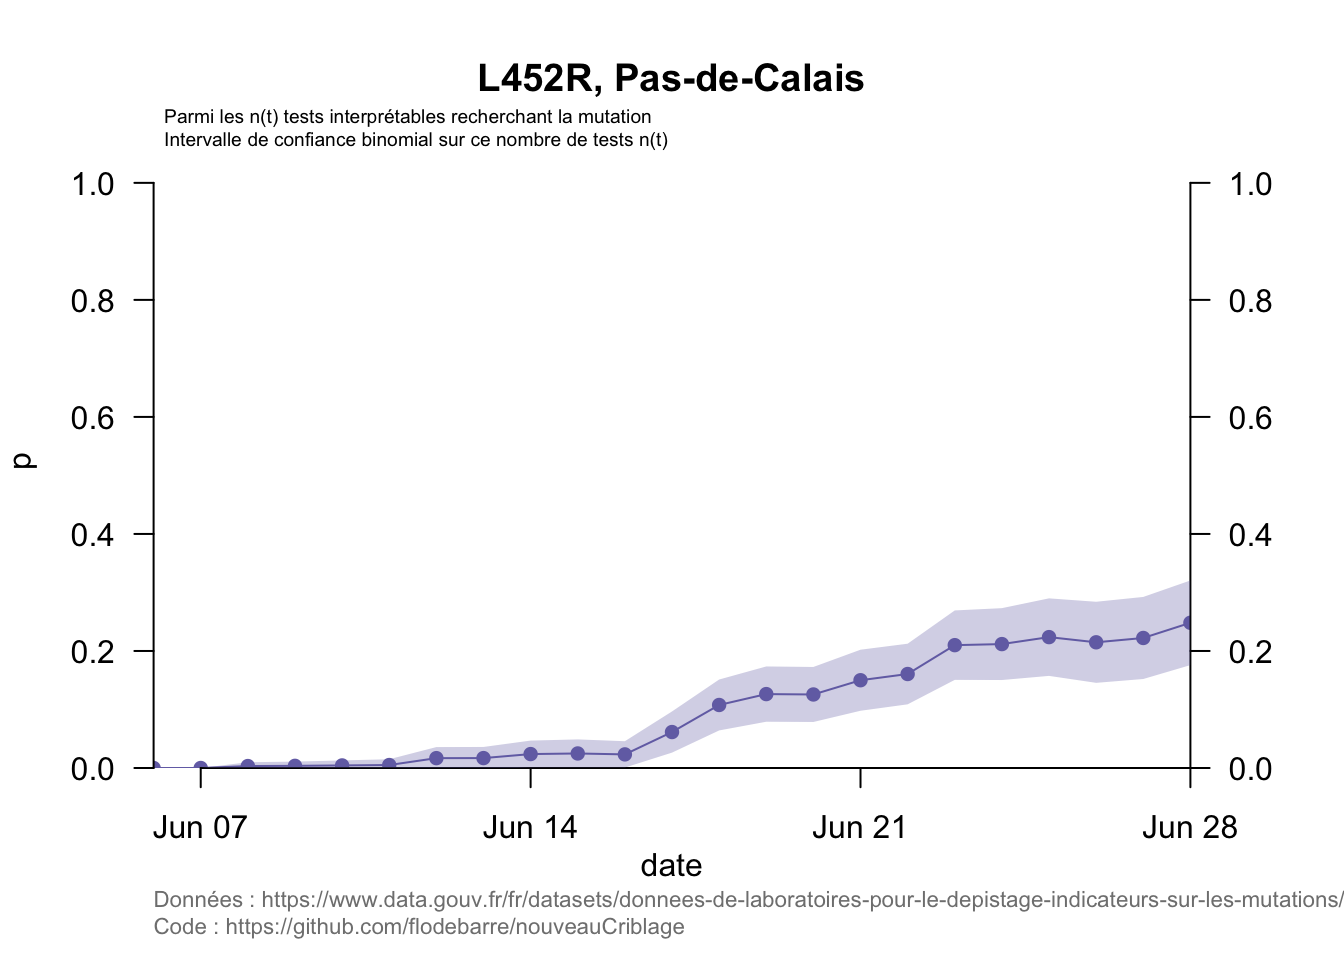 L452R, Pas-de-Calais
Parmi les n(t) tests interprétables recherchant la mutation
Intervalle de confiance binomial sur ce nombre de tests n(t)
1.0
0.8
0.6
0.4
0.2
0.0
p
1.0
0.8
0.6
0.4
0.2
0.0
Jun 07
Jun 14
Jun 21
Jun 28
date
Données : https://www.data.gouv.fr/fr/datasets/donnees-de-laboratoires-pour-le-depistage-indicateurs-sur-les-mutations/
Code : https://github.com/flodebarre/nouveauCriblage